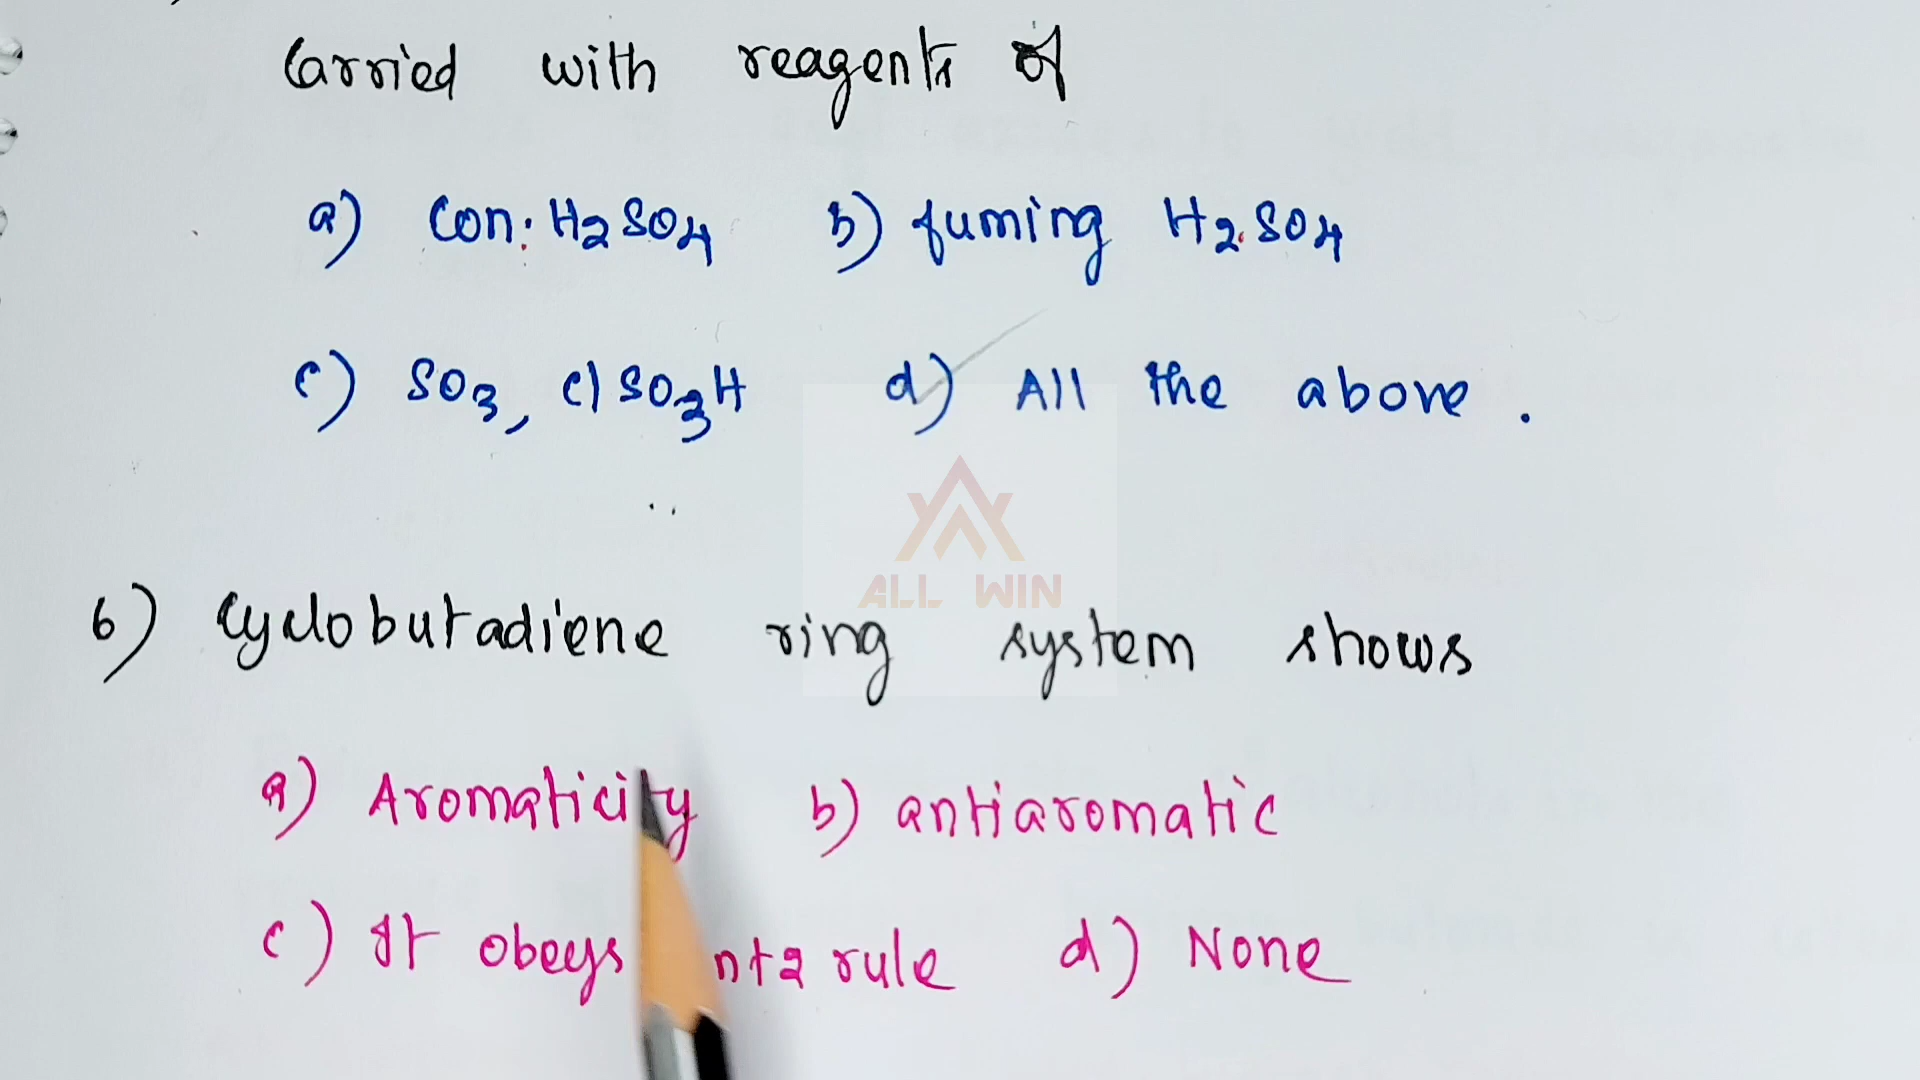 Carried with reagents of
a) Con. H2SO4 b) fuming H2SO4
c) SO3, ClSO3H d) All the above.
ALL WIN
6) Cyclobutadiene ring system shows
a) Aromaticity b) antiaromatic
c) It obeys n+2 rule d) None